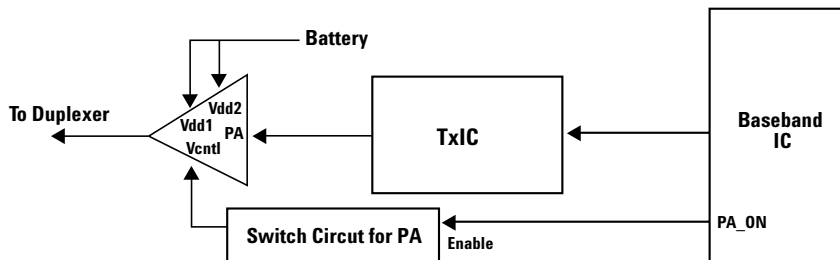 Battery
To Duplexer
Vdd2
Vdd1
PA
Vcntl
TxIC
Baseband
IC
Switch Circut for PA
Enable
PA_ON